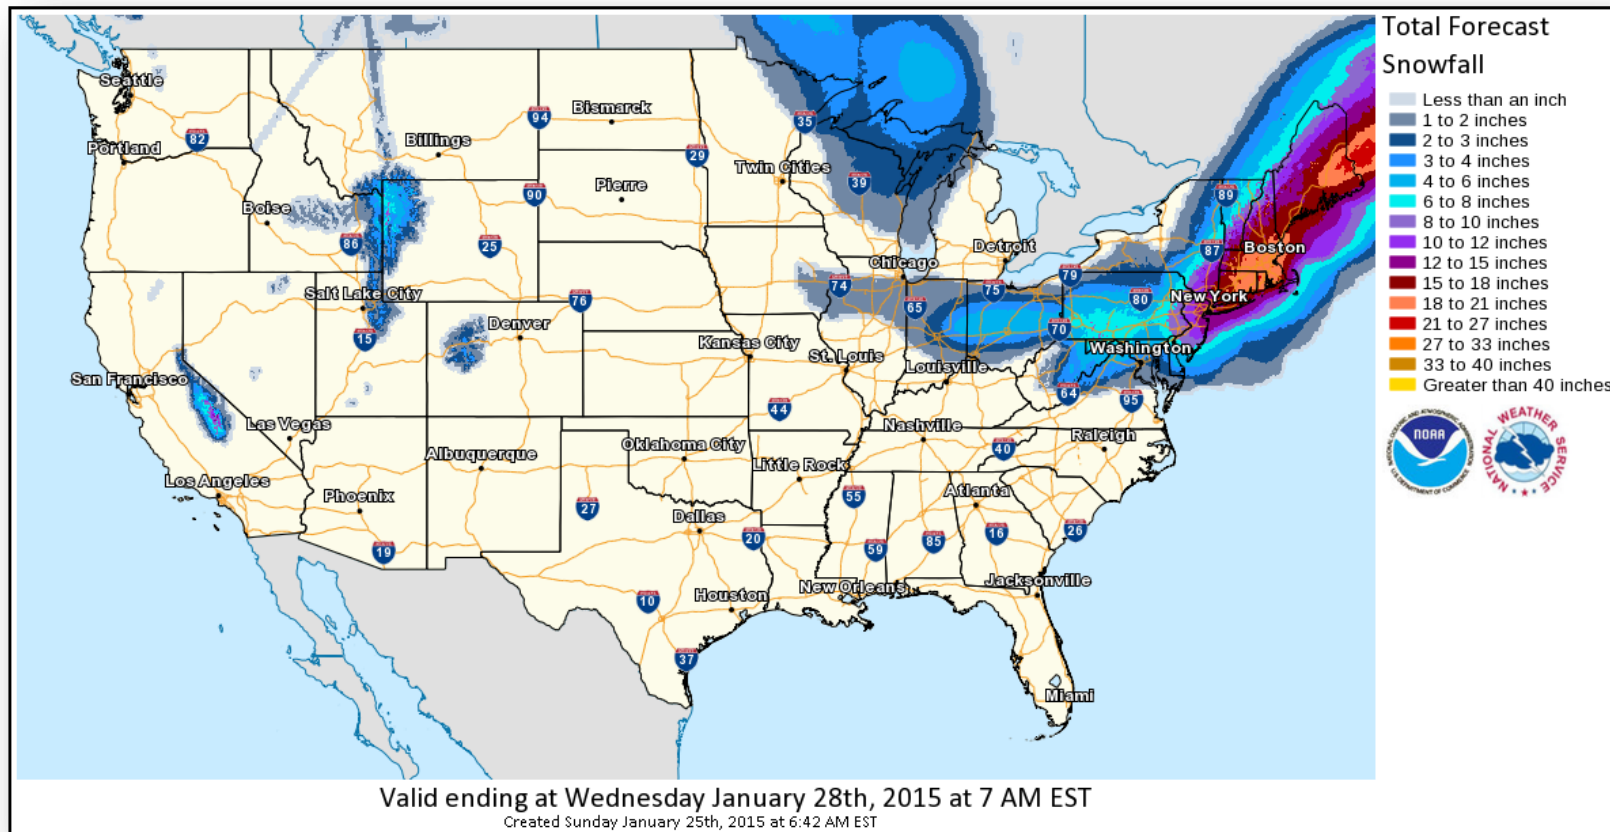 Total Forecast
Snowfall
Less than an inch
1 to 2 inches
2 to 3 inches
3 to 4 inches
4 to 6 inches
6 to 8 inches
8 to 10 inches
10 to 12 inches
12 to 15 inches
15 to 18 inches
18 to 21 inches
21 to 27 inches
27 to 33 inches
33 to 40 inches
Greater than 40 inches
NOAA
NATIONAL WEATHER SERVICE
Seattle
82
Portland
Billings
94
Bismarck
29
Twin Cities
35
39
Boise
86
90
Pierre
25
89
87
Boston
Detroit
Chicago
79
74
75
65
80
New York
Salt Lake City
15
76
Denver
70
Washington
Kansas City
St. Louis
Louisville
San Francisco
64
95
44
Las Vegas
Nashville
Raleigh
40
Oklahoma City
Albuquerque
Little Rock
Los Angeles
Phoenix
55
Atlanta
27
Dallas
20
59
85
16
26
19
10
Houston
New Orleans
Jacksonville
37
Miami
Valid ending at Wednesday January 28th, 2015 at 7 AM EST
Created Sunday January 25th, 2015 at 6:42 AM EST